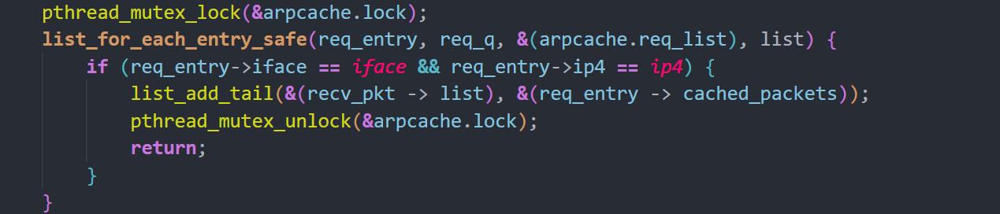 pthread_mutex_lock(&arpcache.lock);
list_for_each_entry_safe(req_entry, req_q, &(arpcache.req_list), list) {
if (req_entry->iface == iface && req_entry->ip4 == ip4) {
list_add_tail(&(recv_pkt -> list), &(req_entry -> cached_packets));
pthread_mutex_unlock(&arpcache.lock);
return;
}
}